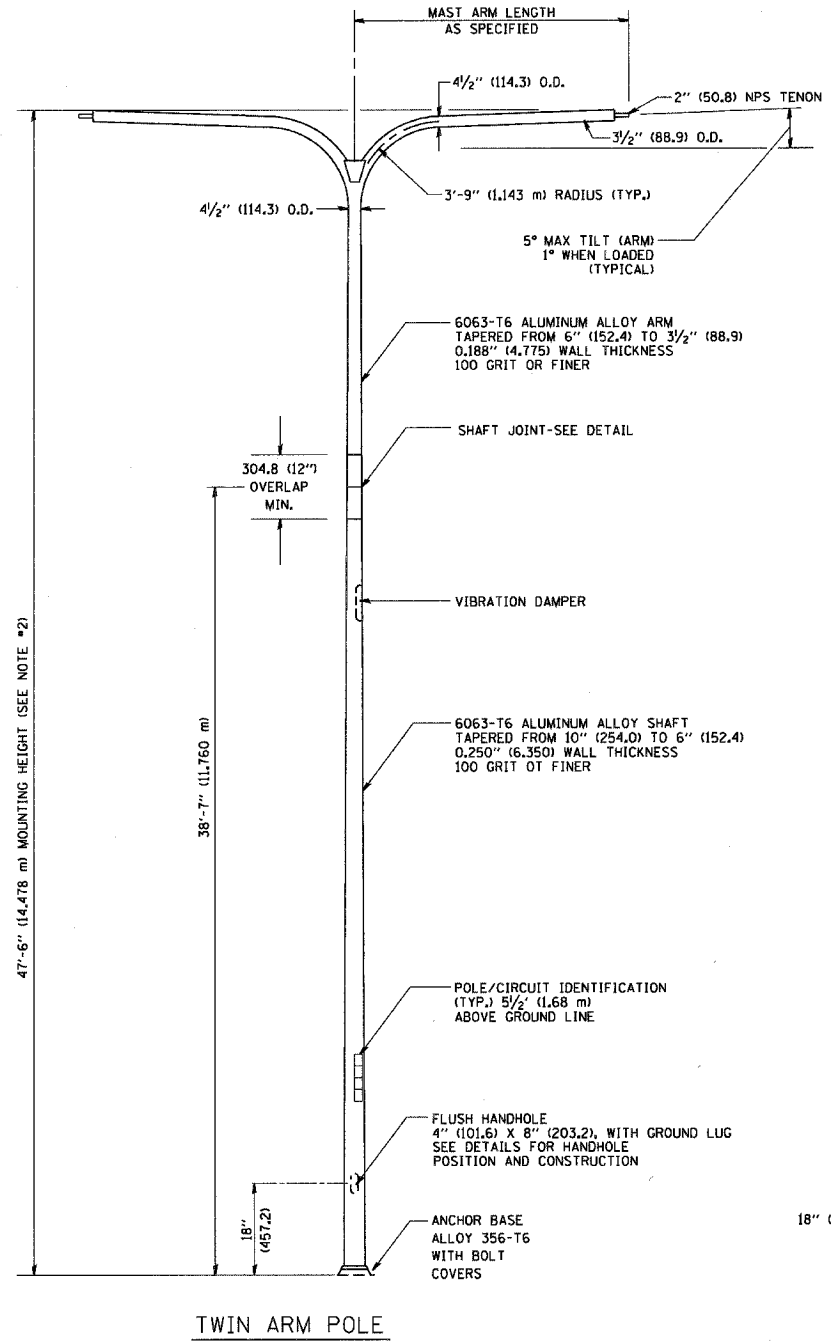 MAST ARM LENGTH
AS SPECIFIED
4½" (114.3) O.D.
2" (50.8) NPS TENON
3½" (88.9) O.D.
3'-9" (1.143 m) RADIUS (TYP.)
4½" (114.3) O.D.
5° MAX TILT (ARM)
1° WHEN LOADED
(TYPICAL)
6063-T6 ALUMINUM ALLOY ARM
TAPERED FROM 6" (152.4) TO 3½" (88.9)
0.188" (4.775) WALL THICKNESS
100 GRIT OR FINER
SHAFT JOINT-SEE DETAIL
304.8 (12")
OVERLAP
MIN.
VIBRATION DAMPER
6063-T6 ALUMINUM ALLOY SHAFT
TAPERED FROM 10" (254.0) TO 6" (152.4)
0.250" (6.350) WALL THICKNESS
100 GRIT OT FINER
47'-6" (14.478 m) MOUNTING HEIGHT (SEE NOTE #2)
38'-7" (11.760 m)
POLE/CIRCUIT IDENTIFICATION
(TYP.) 5½' (1.68 m)
ABOVE GROUND LINE
FLUSH HANDHOLE
4" (101.6) X 8" (203.2), WITH GROUND LUG
SEE DETAILS FOR HANDHOLE
POSITION AND CONSTRUCTION
18"
(457.2)
ANCHOR BASE
ALLOY 356-T6
WITH BOLT
COVERS
18" (
TWIN ARM POLE